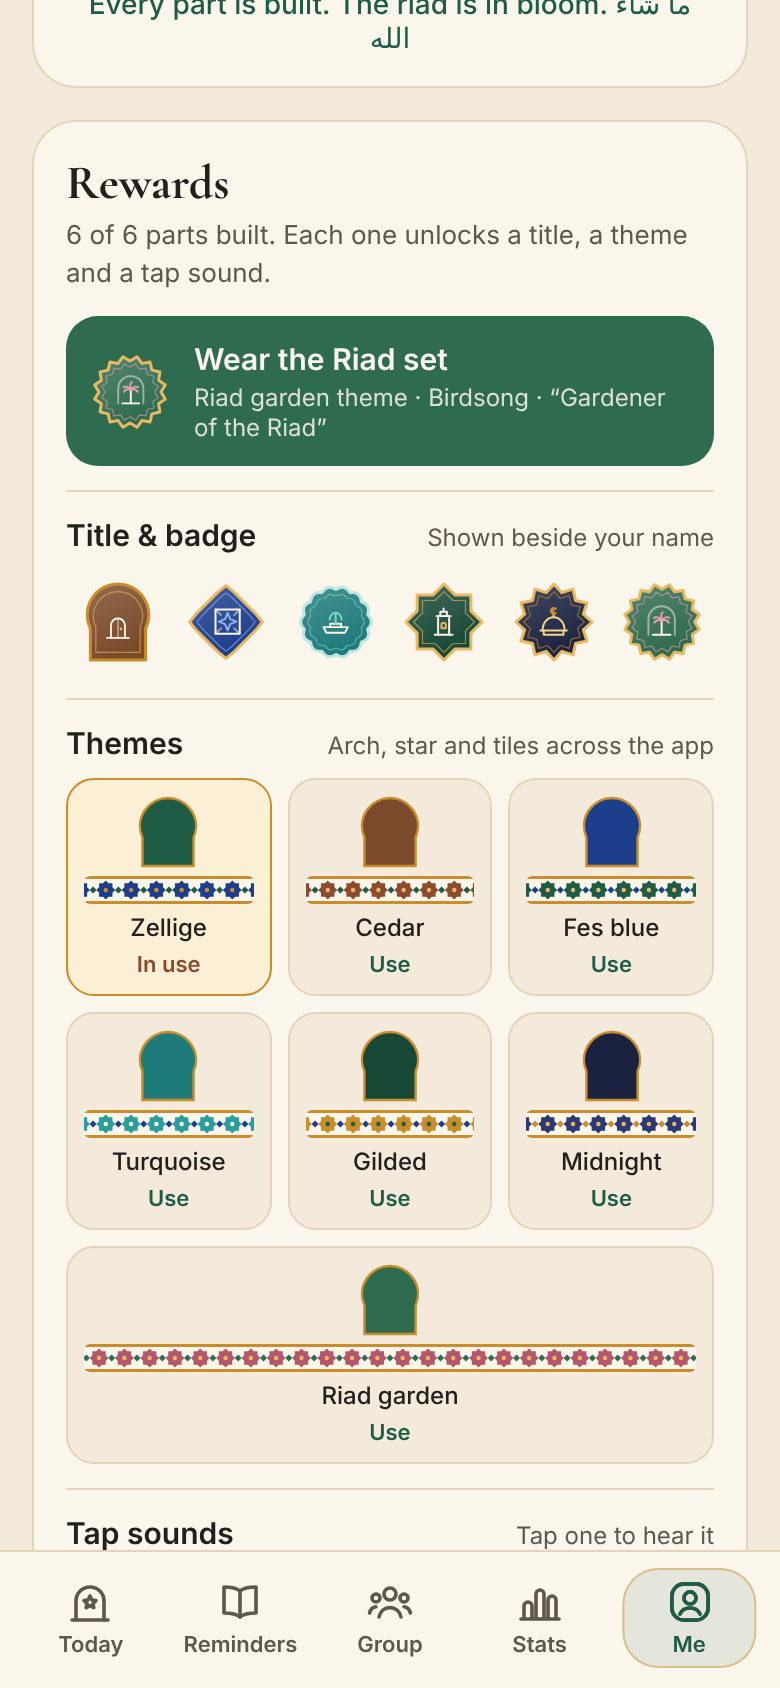 Every part is built. The riad is in bloom. ما شاء
الله
Rewards
6 of 6 parts built. Each one unlocks a title, a theme
and a tap sound.
Wear the Riad set
Riad garden theme · Birdsong · “Gardener
of the Riad”
Title & badge
Shown beside your name
Themes
Arch, star and tiles across the app
Zellige
Cedar
Fes blue
In use
Use
Use
Turquoise
Gilded
Midnight
Use
Use
Use
Riad garden
Use
Tap sounds
Tap one to hear it
Today
Reminders
Group
Stats
Me